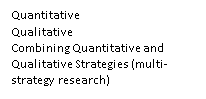 Quantitative
Qualitative
Combining Quantitative and
Qualitative Strategies (multi-
strategy research)